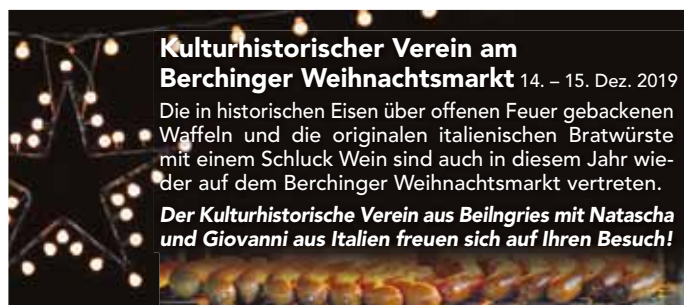 Kulturhistorischer Verein am
Berchinger Weihnachtsmarkt 14. – 15. Dez. 2019
Die in historischen Eisen über offenen Feuer gebackenen
Waffeln und die originalen italienischen Bratwürste
mit einem Schluck Wein sind auch in diesem Jahr wie-
der auf dem Berchinger Weihnachtsmarkt vertreten.
Der Kulturhistorische Verein aus Beilngries mit Natascha
und Giovanni aus Italien freuen sich auf Ihren Besuch!